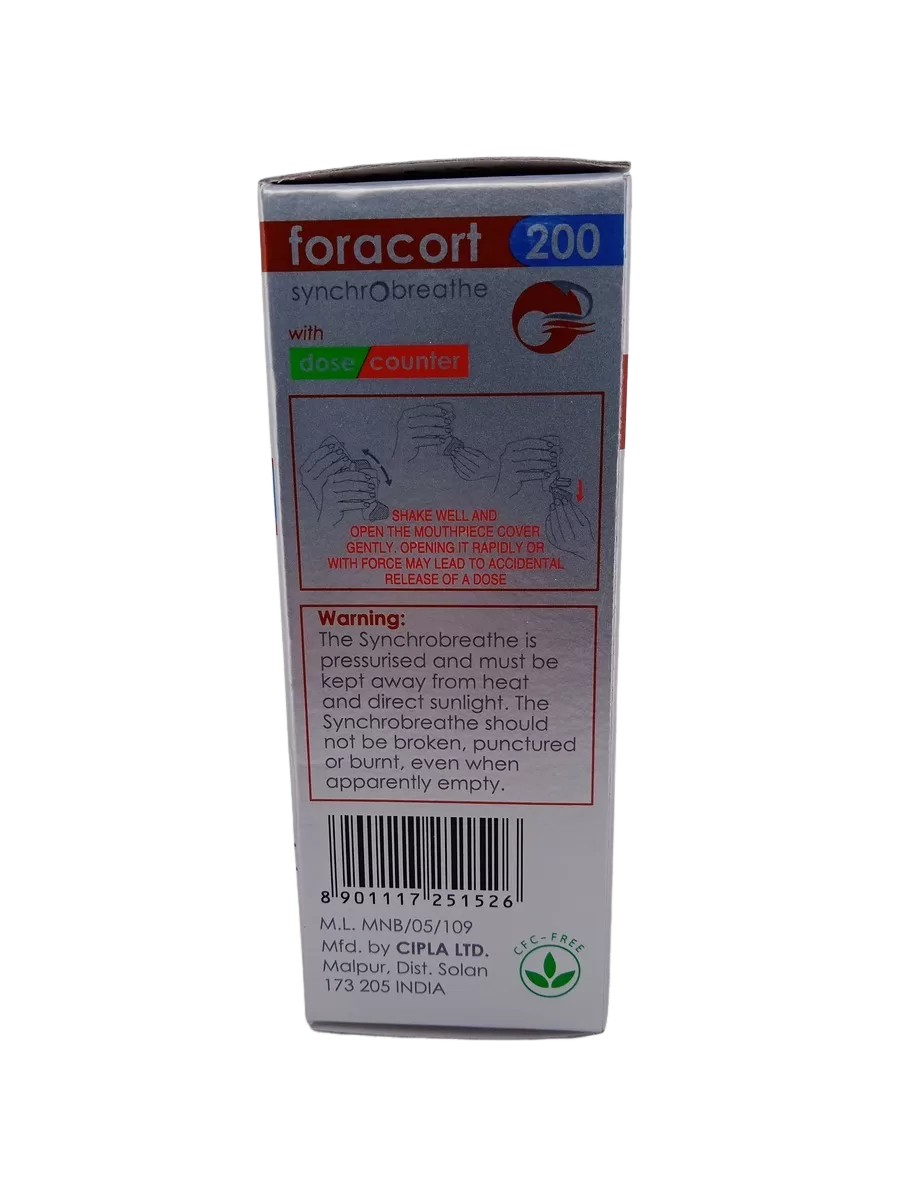 foracort 200
synchrobreathe
with
dose counter
SHAKE WELL AND
OPEN THE MOUTHPIECE COVER
GENTLY. OPENING IT RAPIDLY OR
WITH FORCE MAY LEAD TO ACCIDENTAL
RELEASE OF A DOSE
Warning:
The Synchrobreathe is
pressurised and must be
kept away from heat
and direct sunlight. The
Synchrobreathe should
not be broken, punctured
or burnt, even when
apparently empty.
8 901117 251526
M.L. MNB/05/109
Mfd. by CIPLA LTD.
Malpur, Dist. Solan
173 205 INDIA
CFC-FREE